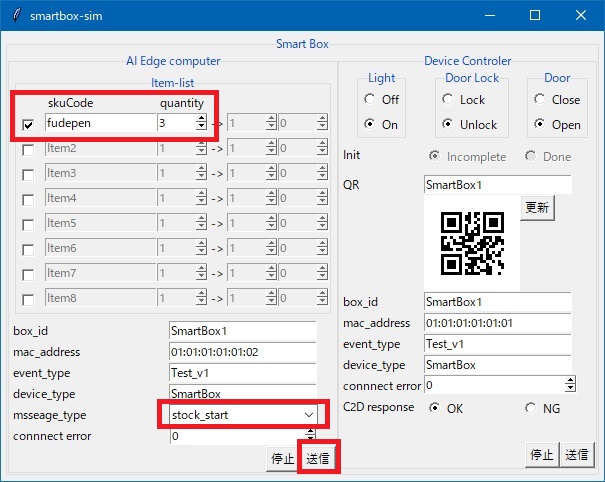 smartbox-sim
Smart Box
AI Edge computer
Item-list
skuCode quantity
fudepen 3 -> 1 0
Item2 1 -> 1 0
Item3 1 -> 1 0
Item4 1 -> 1 0
Item5 1 -> 1 0
Item6 1 -> 1 0
Item7 1 -> 1 0
Item8 1 -> 1 0
box_id SmartBox1
mac_address 01:01:01:01:01:02
event_type Test_v1
device_type SmartBox
msseage_type stock_start
connnect error 0
停止 送信
Device Controler
Light Door Lock Door
Off Lock Close
On Unlock Open
Init Incomplete Done
QR SmartBox1
更新
box_id SmartBox1
mac_address 01:01:01:01:01:01
event_type Test_v1
device_type SmartBox
connnect error 0
C2D response OK NG
停止 送信